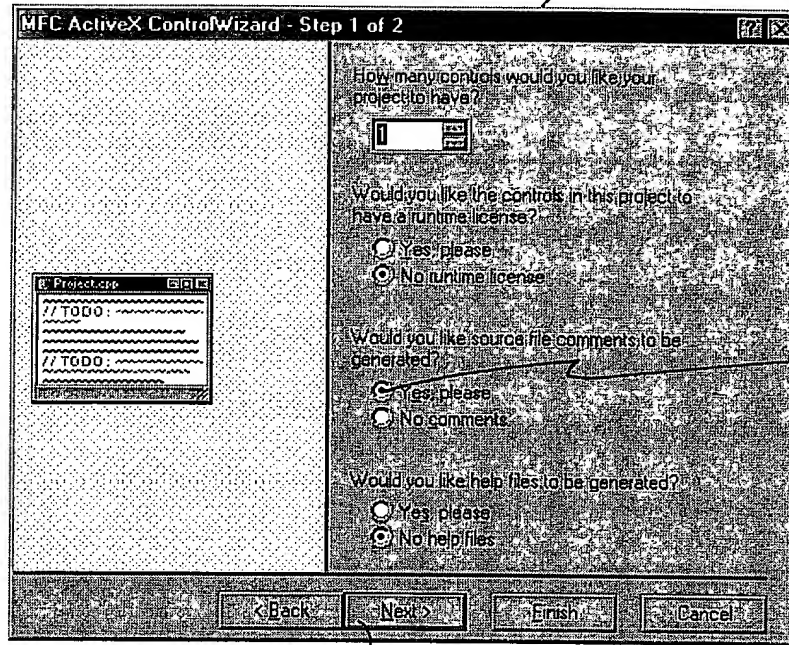 MFC ActiveX ControlWizard - Step 1 of 2
How many controls would you like your
project to have?
1
Would you like the controls in this project to
have a runtime license?
Yes, please
No runtime license
Project.cpp
// TODO:
// TODO:
Would you like source file comments to be
generated?
Yes, please
No comments
Would you like help files to be generated?
Yes, please
No help files
< Back
Next >
Finish
Cancel